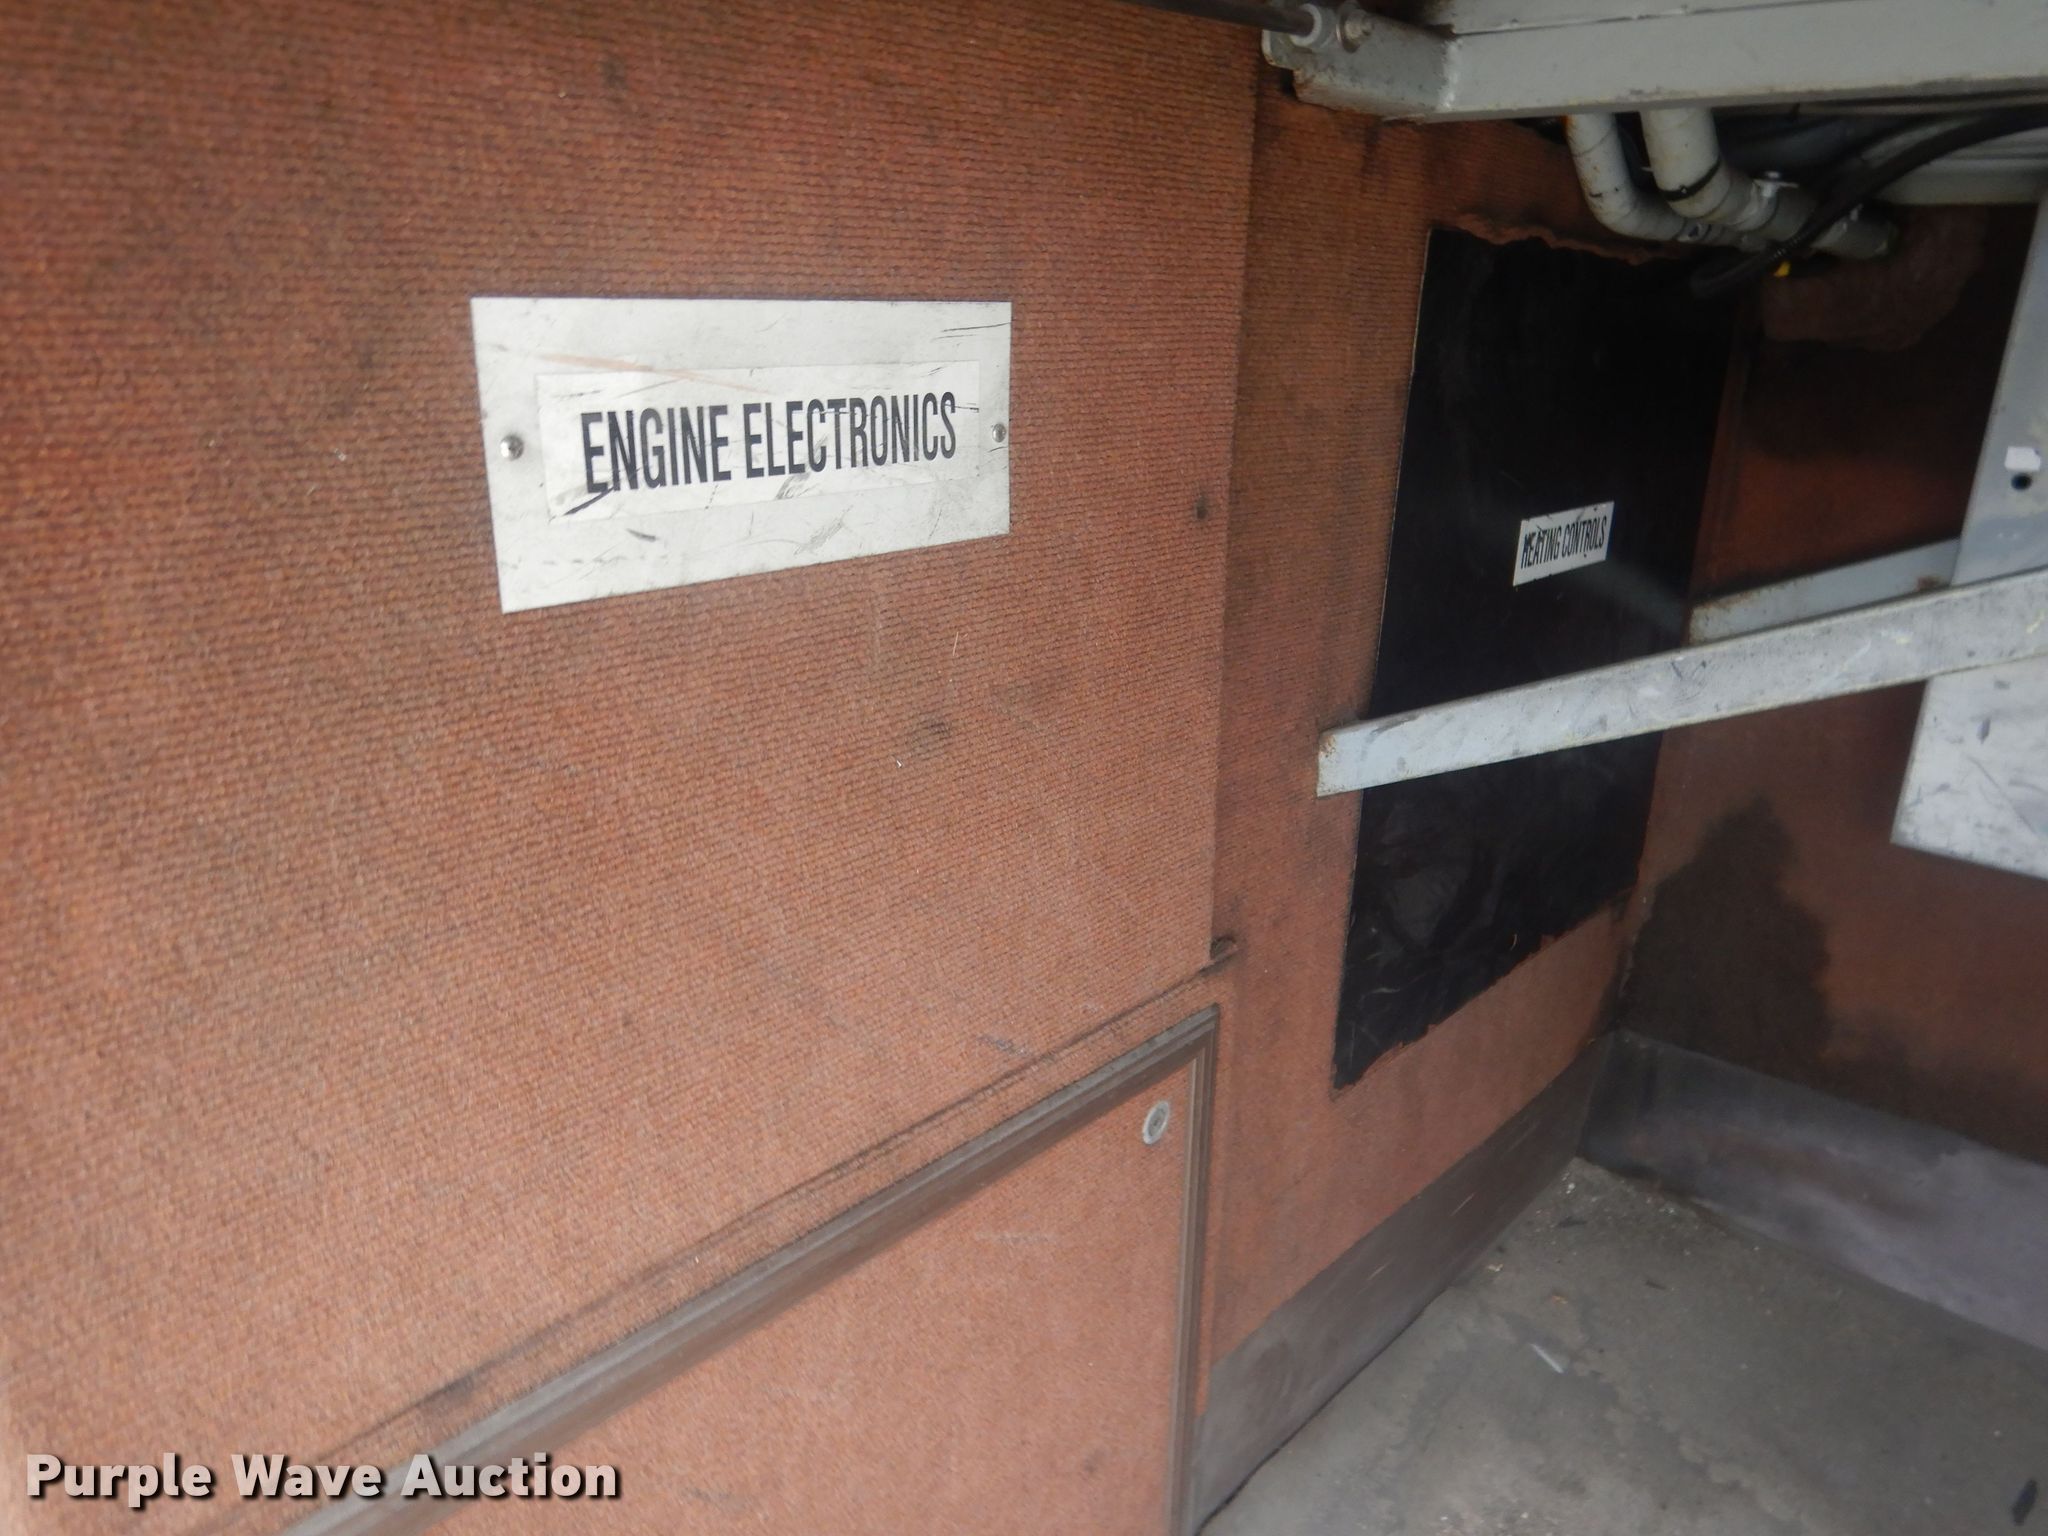 ENGINE ELECTRONICS
HEATING CONTROLS
Purple Wave Auction